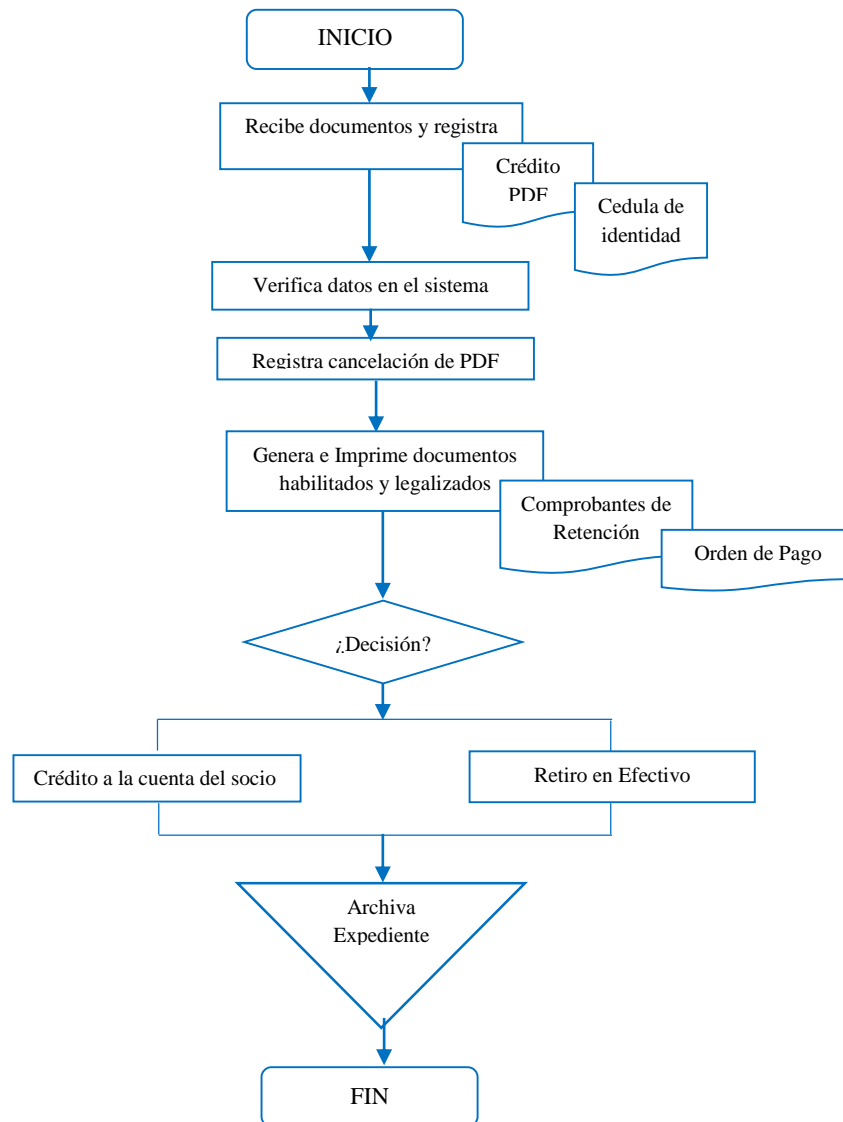 INICIO
Recibe documentos y registra
Crédito
PDF
Cedula de
identidad
Verifica datos en el sistema
Registra cancelación de PDF
Genera e Imprime documentos
habilitados y legalizados
Comprobantes de
Retención
Orden de Pago
¿Decisión?
Crédito a la cuenta del socio
Retiro en Efectivo
Archiva
Expediente
FIN